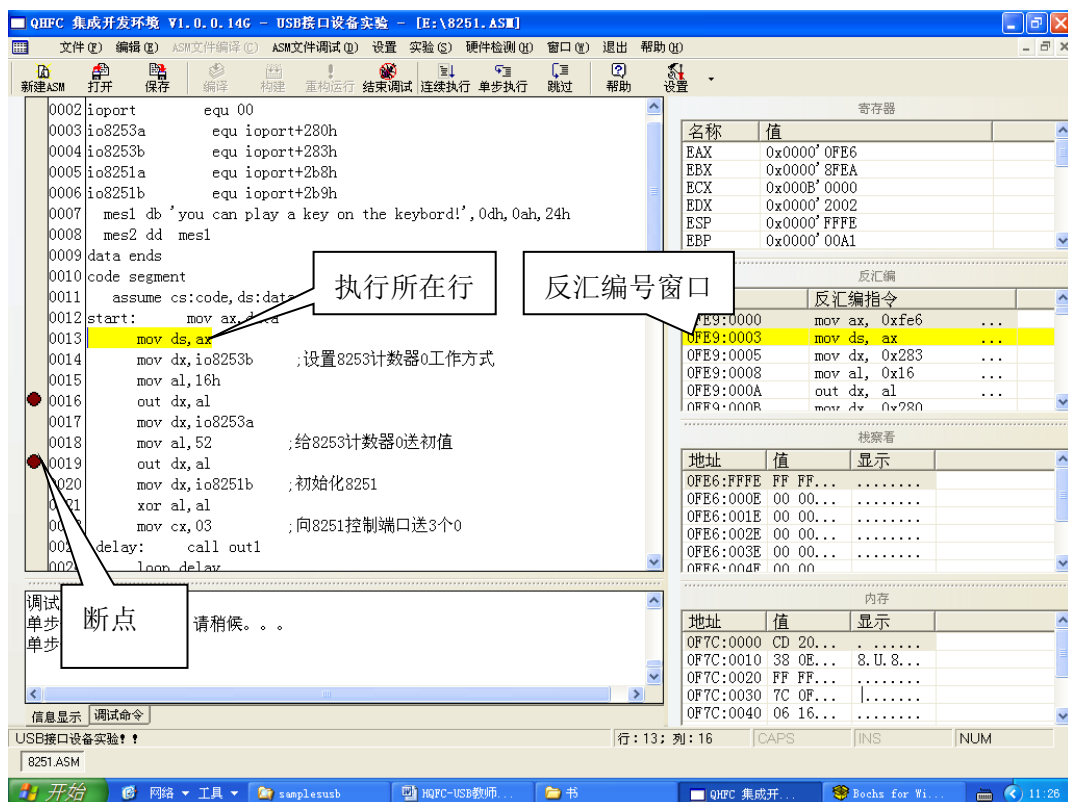 QHFC 集成开发环境 V1.0.0.14G - USB接口设备实验 - [E:\8251.ASM]
文件(F) 编辑(E) ASM文件编译(C) ASM文件调试(D) 设置 实验(S) 硬件检测(H) 窗口(W) 退出 帮助(H)
新建ASM 打开 保存 编译 构建 重构运行 结束调试 连续执行 单步执行 跳过 帮助 设置
0002 ioport equ 00
0003 io8253a equ ioport+280h
0004 io8253b equ ioport+283h
0005 io8251a equ ioport+2b8h
0006 io8251b equ ioport+2b9h
0007 mes1 db 'you can play a key on the keybord!',0dh,0ah,24h
0008 mes2 dd mes1
0009 data ends
0010 code segment
0011 assume cs:code,ds:data
0012 start: mov ax,data
0013 mov ds,ax
0014 mov dx,io8253b ;设置8253计数器0工作方式
0015 mov al,16h
0016 out dx,al
0017 mov dx,io8253a
0018 mov al,52 ;给8253计数器0送初值
0019 out dx,al
0020 mov dx,io8251b ;初始化8251
xor al,al
mov cx,03 ;向8251控制端口送3个0
delay: call out1
loop delay
执行所在行
反汇编号窗口
断点
调试
单步 请稍候。。。
单步
信息显示 调试命令
寄存器
名称 值
EAX 0x0000'0FE6
EBX 0x0000'8FEA
ECX 0x000B'0000
EDX 0x0000'2002
ESP 0x0000'FFFE
EBP 0x0000'00A1
反汇编
反汇编指令
0FE9:0000 mov ax, 0xfe6 ...
0FE9:0003 mov ds, ax ...
0FE9:0005 mov dx, 0x283 ...
0FE9:0008 mov al, 0x16 ...
0FE9:000A out dx, al ...
0FE9:000B mov dx, 0x280
栈察看
地址 值 显示
0FE6:FFFE FF FF... ........
0FE6:000E 00 00... ........
0FE6:001E 00 00... ........
0FE6:002E 00 00... ........
0FE6:003E 00 00... ........
0FE6:004E 00 00
内存
地址 值 显示
0F7C:0000 CD 20... . ......
0F7C:0010 38 0E... 8.U.8...
0F7C:0020 FF FF... ........
0F7C:0030 7C 0F... |.......
0F7C:0040 06 16... ........
USB接口设备实验!! 行:13; 列:16 CAPS INS NUM
8251.ASM
开始 网络 工具 samplesusb HQFC-USB教师... 书 QHFC 集成开... Bochs for Wi... 11:26